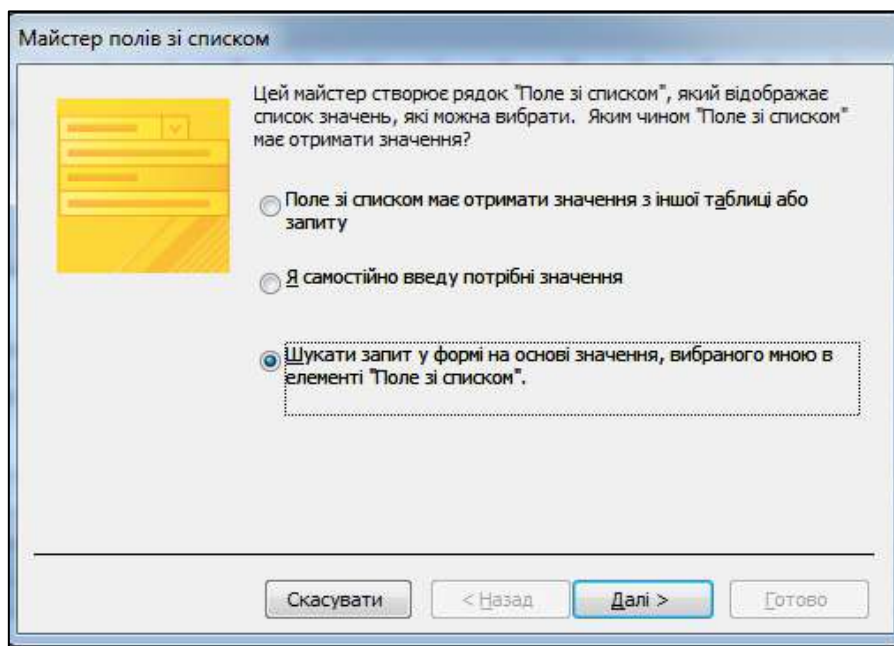 Майстер полів зі списком
Цей майстер створює рядок "Поле зі списком", який відображає
список значень, які можна вибрати. Яким чином "Поле зі списком"
має отримати значення?
Поле зі списком має отримати значення з іншої таблиці або
запиту
Я самостійно введу потрібні значення
Шукати запит у формі на основі значення, вибраного мною в
елементі "Поле зі списком".
Скасувати
< Назад
Далі >
Готово